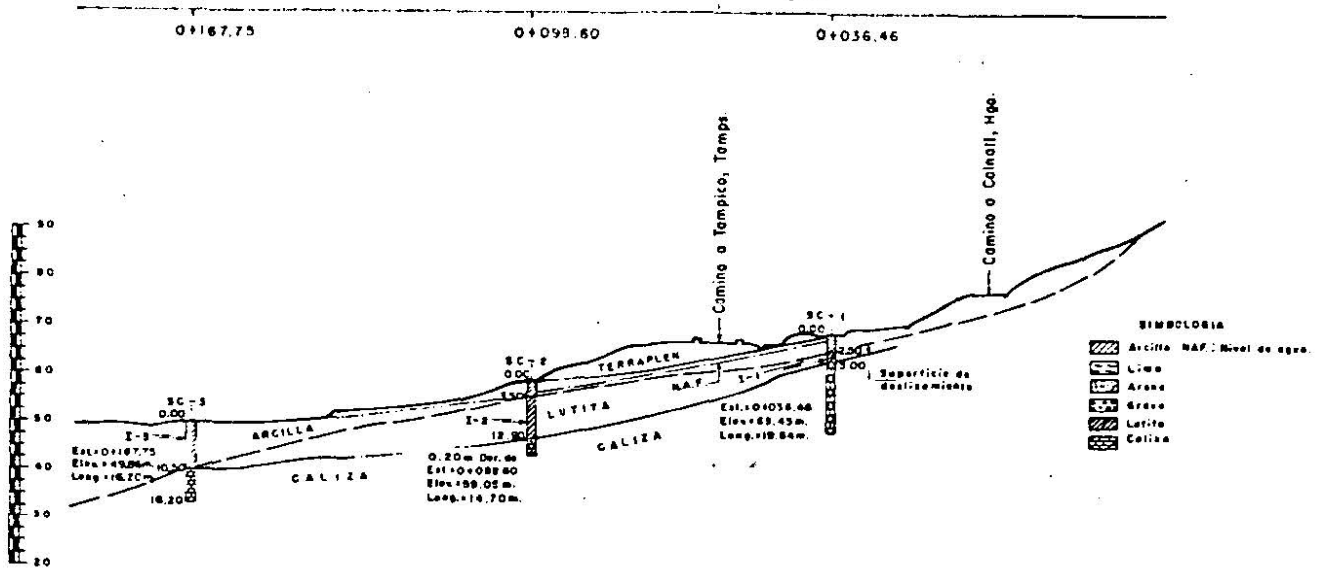 0+167.75
0+099.60
0+036.46
Camino a Tampico, Tamps.
Camino a Calnali, Hgo.
90
80
70
60
50
40
30
20
SC-1
0.00
2.50
5.00
Superficie de
deslizamiento
SC-2
0.00
3.50
12.90
TERRAPLEN
N.A.F.
I-1
LUTITA
I-2
CALIZA
Est.=0+036.46
Elev.=69.45m.
Long.=19.64m.
0.20m Der. de
Est=0+099.60
Elev.=59.05m.
Long.=14.70m.
SC-3
0.00
I-3
ARCILLA
Est.=0+167.75
Elev.=49.86m.
Long.=16.20m.
10.50
16.20
CALIZA
SIMBOLOGIA
Arcilla NAF.: Nivel de agua.
Limo
Arena
Grava
Lutita
Caliza